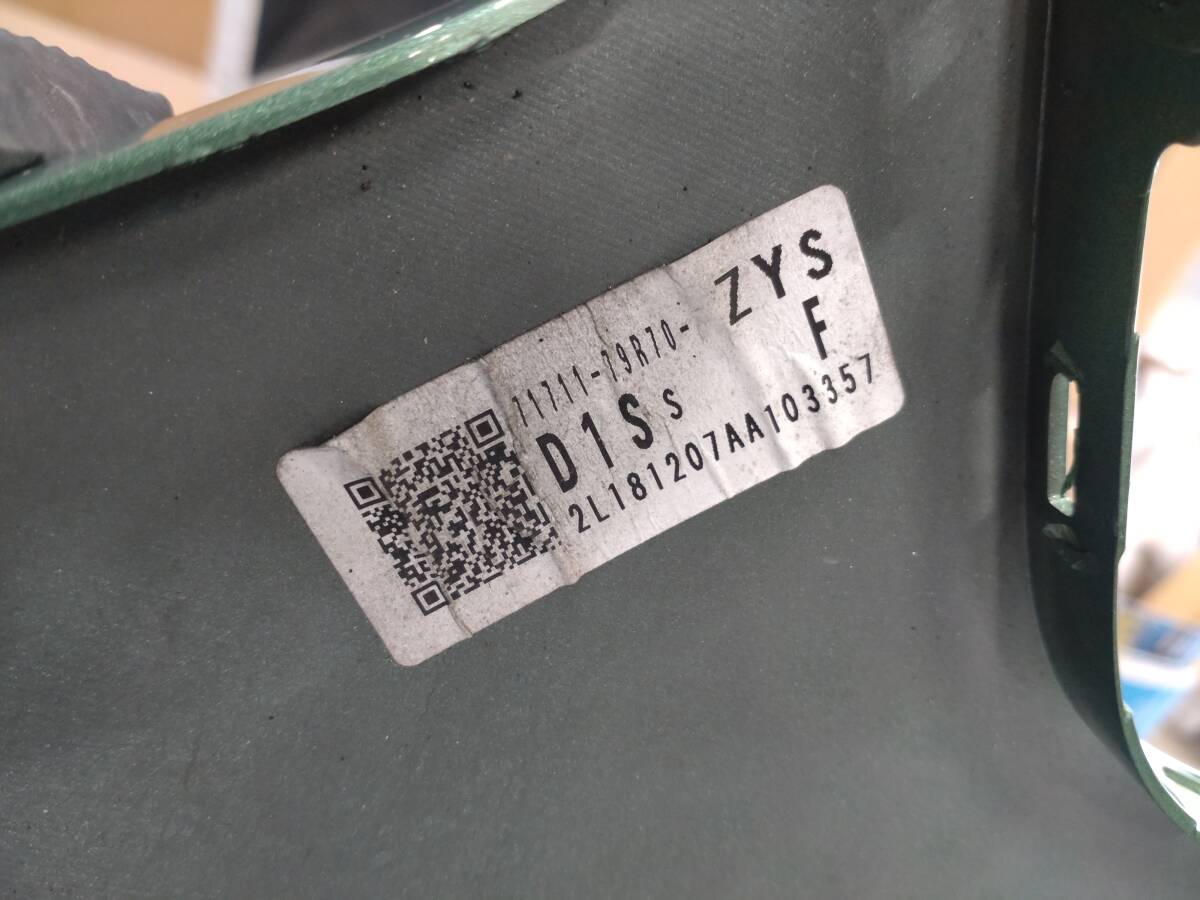 71711-79R70- ZYS
D1S S F
2L181207AA103357